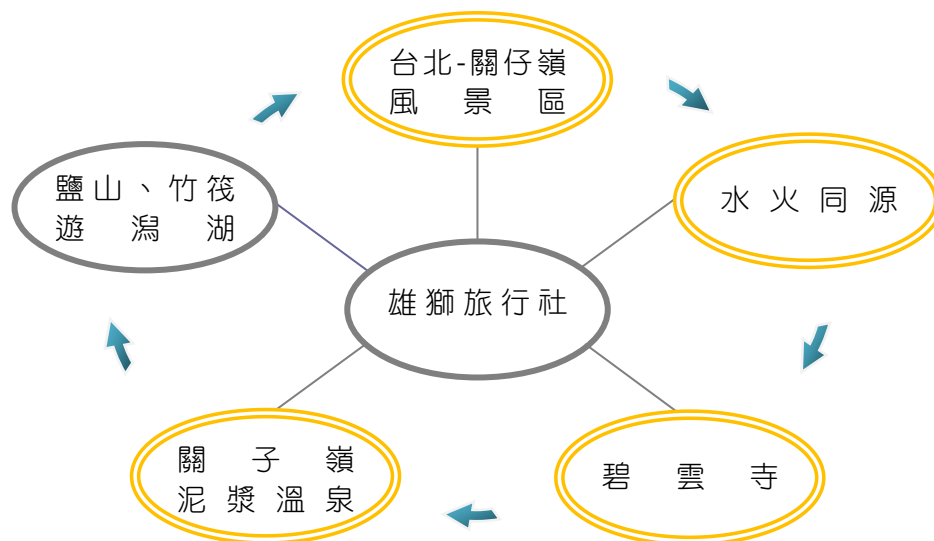 台北-關仔嶺
風景區
鹽山、竹筏
遊潟湖
水火同源
雄獅旅行社
關子嶺
泥漿溫泉
碧雲寺